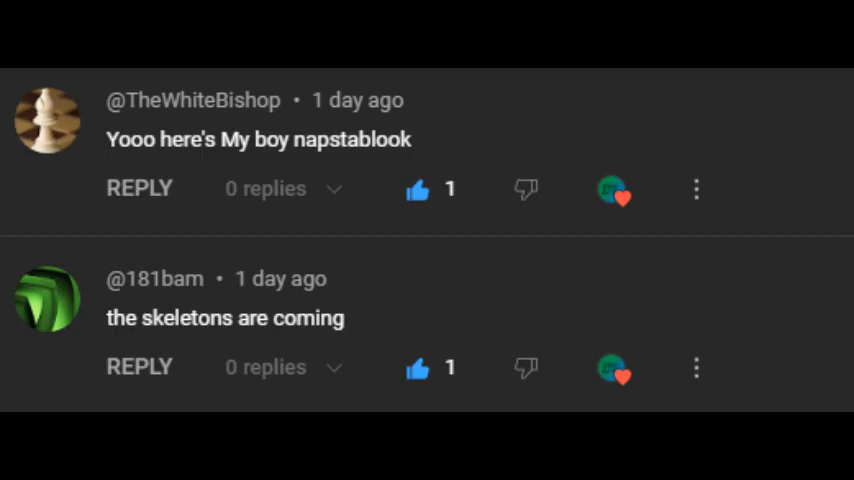 @TheWhiteBishop • 1 day ago
Yooo here's My boy napstablook
REPLY 0 replies 1
@181bam • 1 day ago
the skeletons are coming
REPLY 0 replies 1